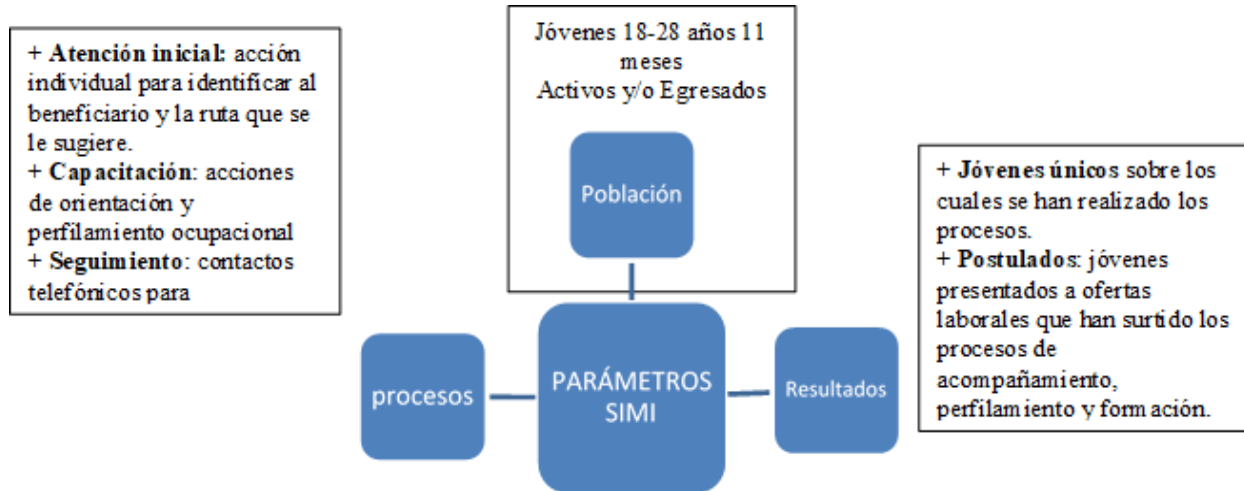 + Atención inicial: acción
individual para identificar al
beneficiario y la ruta que se
le sugiere.
+ Capacitación: acciones
de orientación y
perfilamiento ocupacional
+ Seguimiento: contactos
telefónicos para
Jóvenes 18-28 años 11
meses
Activos y/o Egresados
Población
procesos
PARÁMETROS
SIMI
Resultados
+ Jóvenes únicos sobre los
cuales se han realizado los
procesos.
+ Postulados: jóvenes
presentados a ofertas
laborales que han surtido los
procesos de
acompañamiento,
perfilamiento y formación.